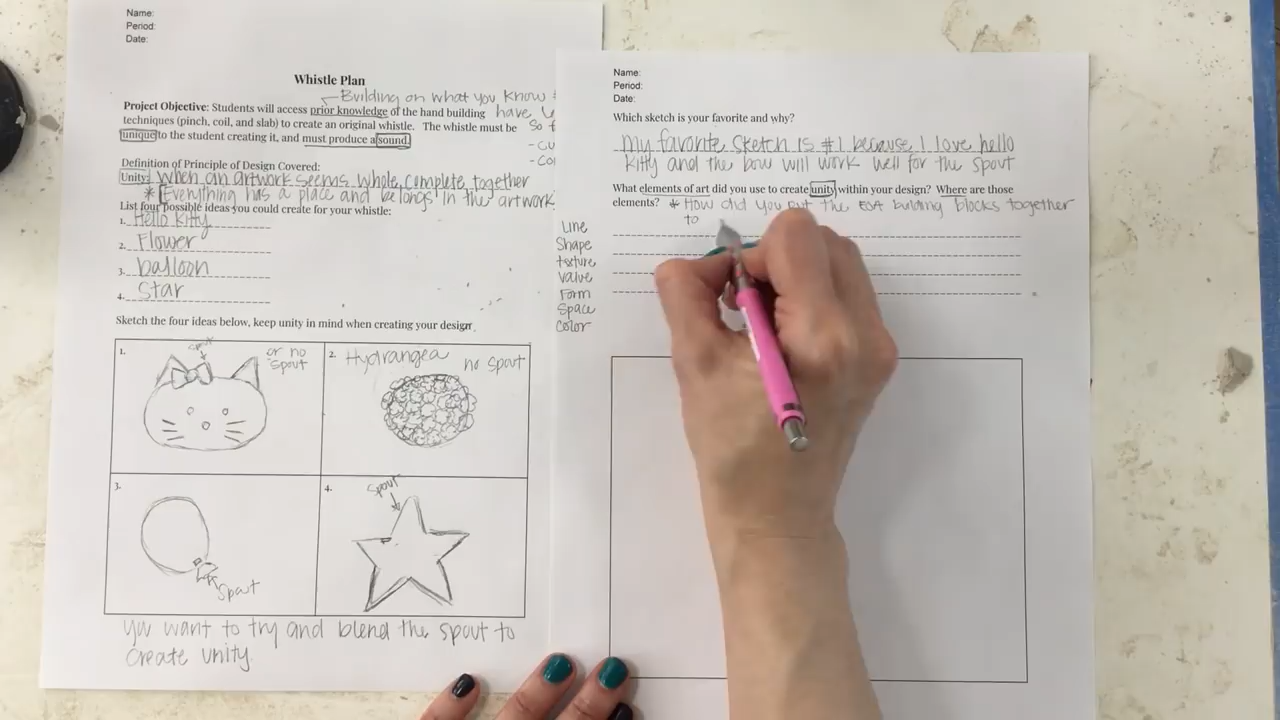 Name:
Period:
Date:
Whistle Plan
Building on what you know
Project Objective: Students will access prior knowledge of the hand building have
techniques (pinch, coil, and slab) to create an original whistle. The whistle must be so
unique to the student creating it, and must produce a sound.
Definition of Principle of Design Covered:
Unity: When an artwork seems whole, complete, together
* Everything has a place and belongs in the artwork
List four possible ideas you could create for your whistle:
1. Hello Kitty
2. Flower
3. balloon
4. Star
Sketch the four ideas below, keep unity in mind when creating your design.
1.
spout
or no
spout
2. Hydrangea
no spout
3.
Spout
4.
Spout
you want to try and blend the spout to
create unity.
Name:
Period:
Date:
Which sketch is your favorite and why?
My favorite sketch is #1 because I love hello
Kitty and the bow will work well for the spout
What elements of art did you use to create unity within your design? Where are those
elements? * How did you put the EOA building blocks together
to
Line
Shape
texture
Value
Form
Space
Color